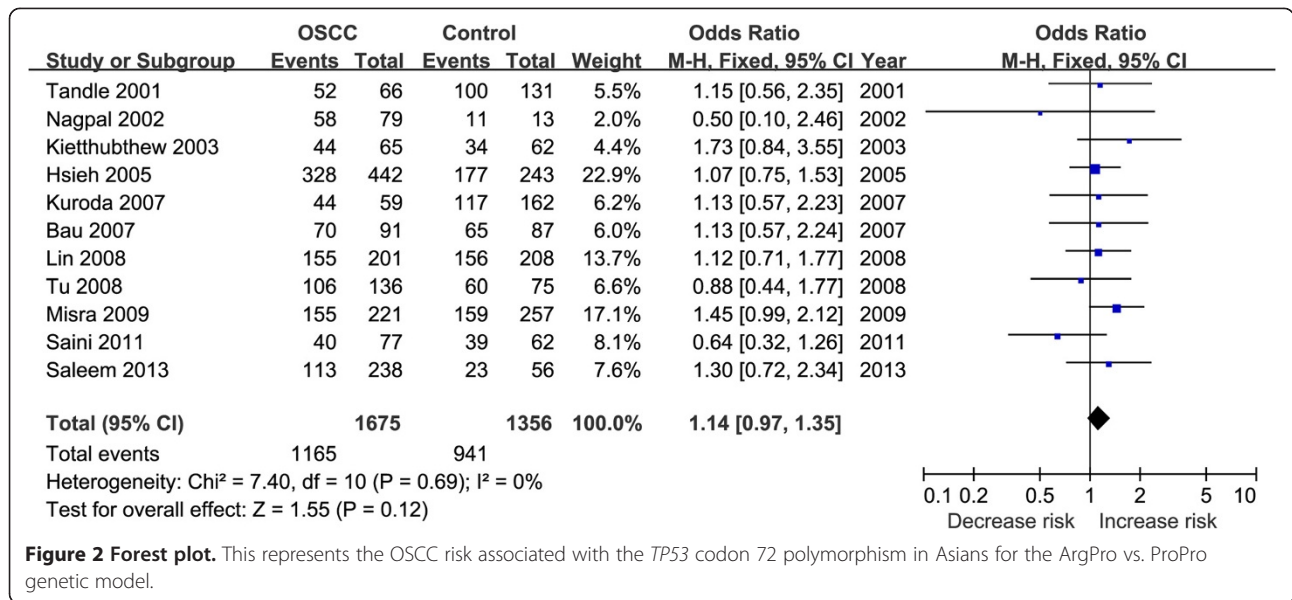 OSCC Control Odds Ratio Odds Ratio
Study or Subgroup Events Total Events Total Weight M-H, Fixed, 95% CI Year M-H, Fixed, 95% CI
Tandle 2001 52 66 100 131 5.5% 1.15 [0.56, 2.35] 2001
Nagpal 2002 58 79 11 13 2.0% 0.50 [0.10, 2.46] 2002
Kietthubthew 2003 44 65 34 62 4.4% 1.73 [0.84, 3.55] 2003
Hsieh 2005 328 442 177 243 22.9% 1.07 [0.75, 1.53] 2005
Kuroda 2007 44 59 117 162 6.2% 1.13 [0.57, 2.23] 2007
Bau 2007 70 91 65 87 6.0% 1.13 [0.57, 2.24] 2007
Lin 2008 155 201 156 208 13.7% 1.12 [0.71, 1.77] 2008
Tu 2008 106 136 60 75 6.6% 0.88 [0.44, 1.77] 2008
Misra 2009 155 221 159 257 17.1% 1.45 [0.99, 2.12] 2009
Saini 2011 40 77 39 62 8.1% 0.64 [0.32, 1.26] 2011
Saleem 2013 113 238 23 56 7.6% 1.30 [0.72, 2.34] 2013
Total (95% CI) 1675 1356 100.0% 1.14 [0.97, 1.35]
Total events 1165 941
Heterogeneity: Chi² = 7.40, df = 10 (P = 0.69); I² = 0%
Test for overall effect: Z = 1.55 (P = 0.12)
0.1 0.2 0.5 1 2 5 10
Decrease risk Increase risk
Figure 2 Forest plot. This represents the OSCC risk associated with the TP53 codon 72 polymorphism in Asians for the ArgPro vs. ProPro
genetic model.